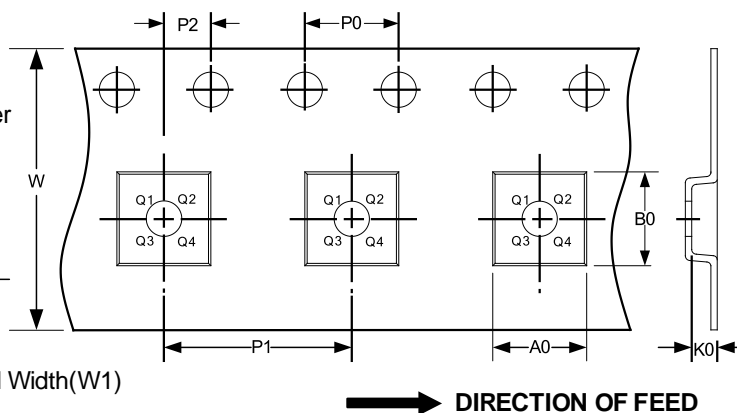 P2
P0
er
W
Q1 Q2
Q3 Q4
Q1 Q2
Q3 Q4
Q1 Q2
Q3 Q4
B0
P1
A0
K0
Width(W1)
DIRECTION OF FEED